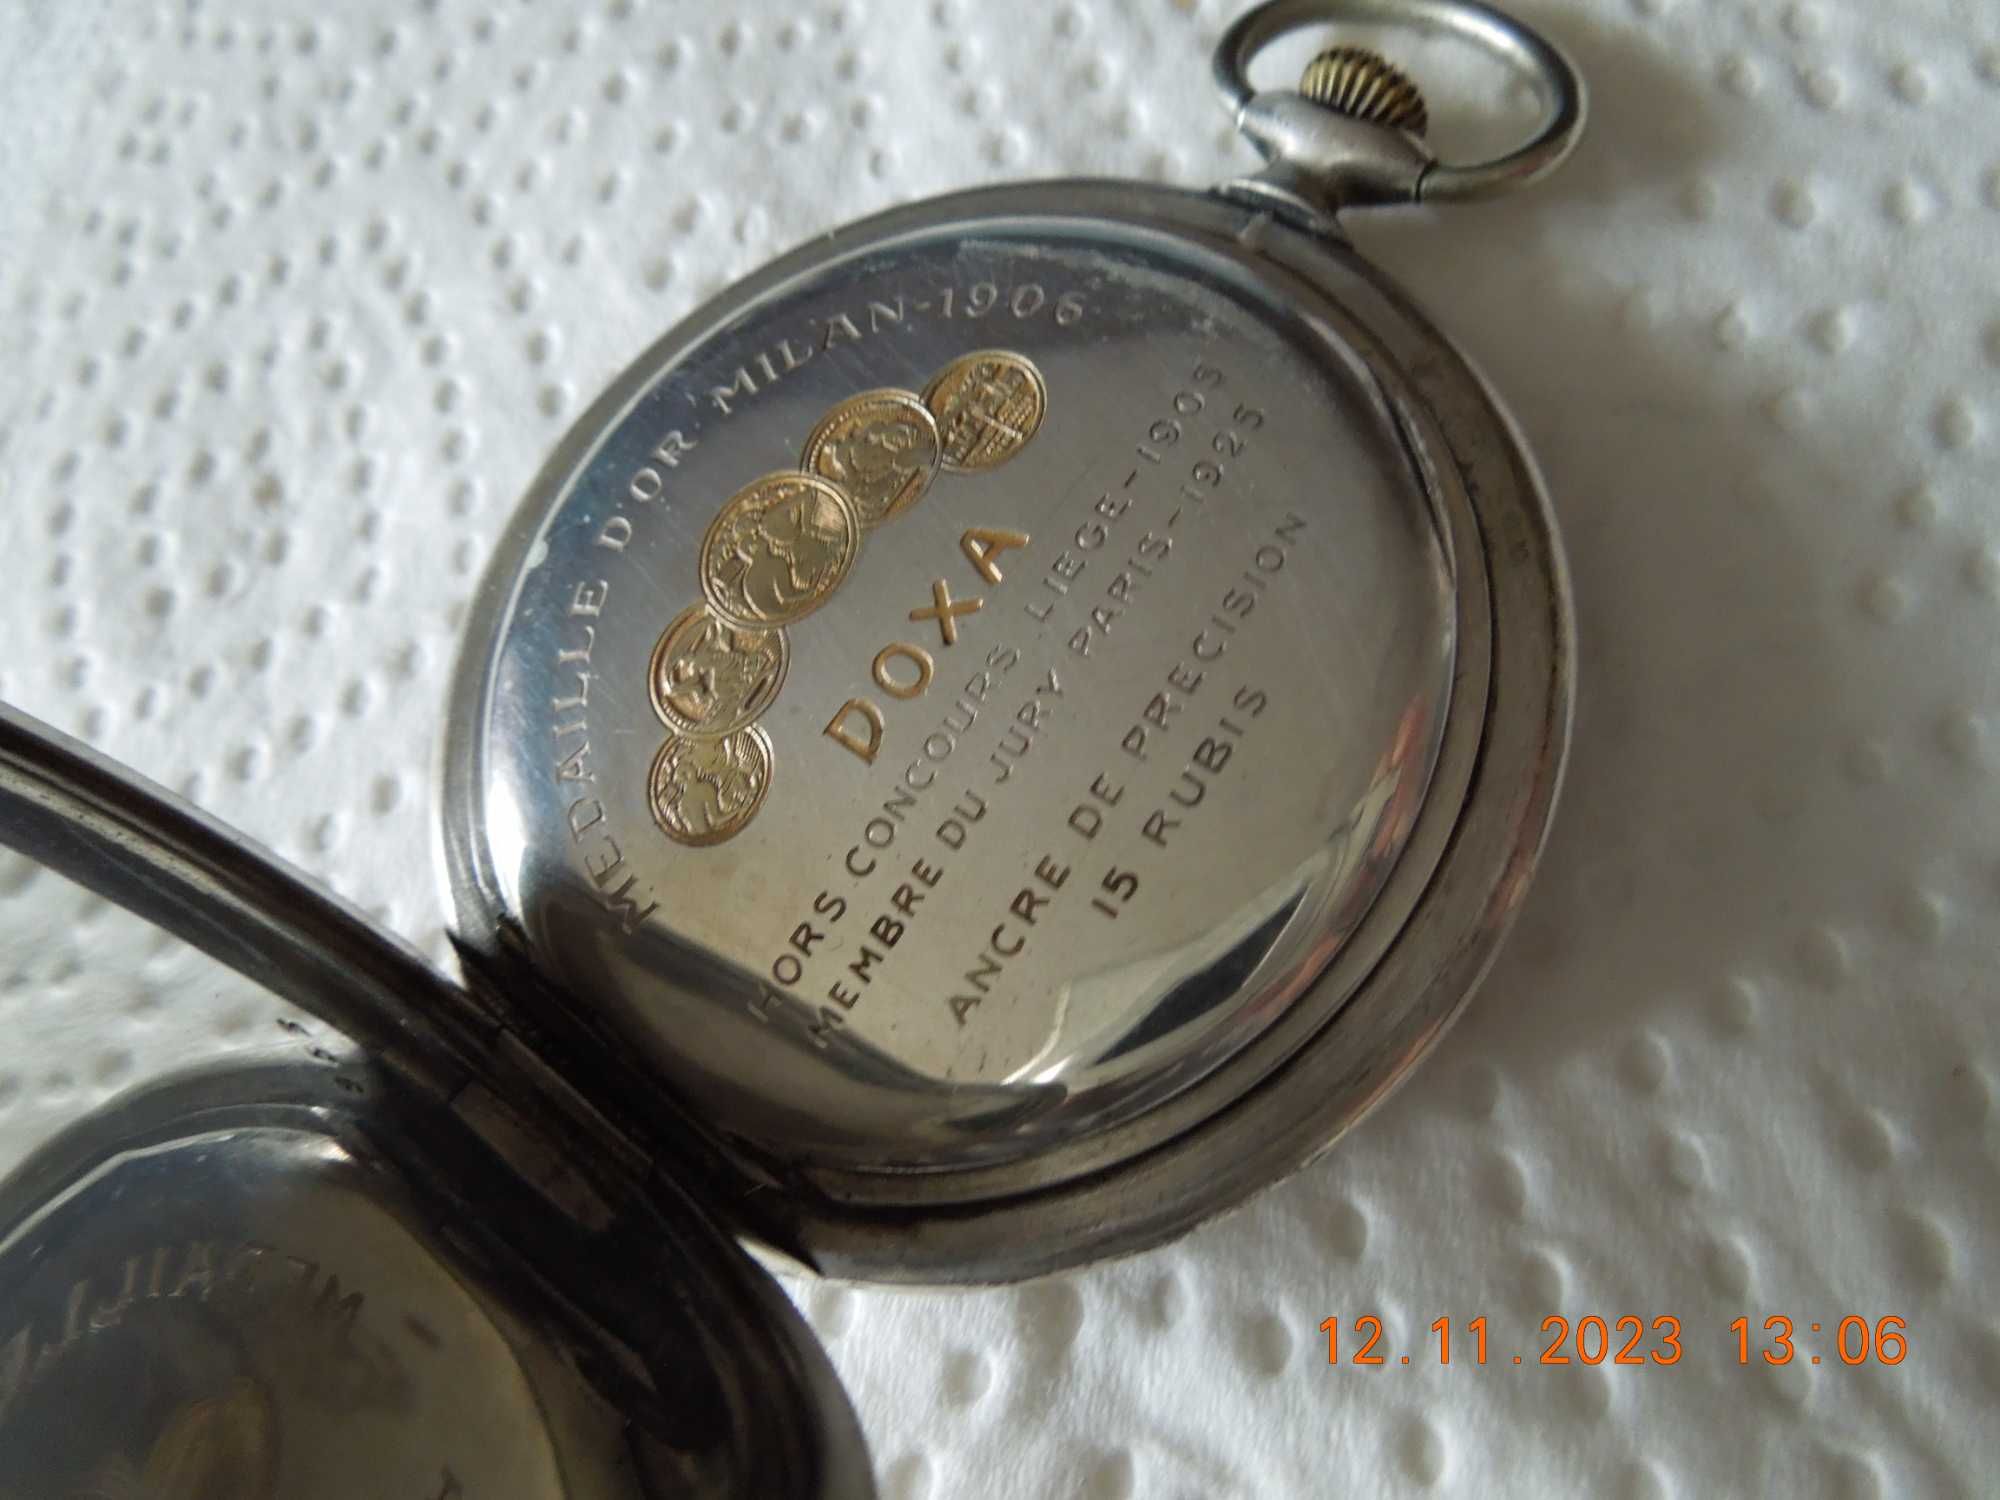 MEDAILLE D'OR MILAN-1906
DOXA
HORS CONCOURS LIEGE-1905
MEMBRE DU JURY PARIS-1925
ANCRE DE PRECISION
15 RUBIS
12.11.2023 13:06